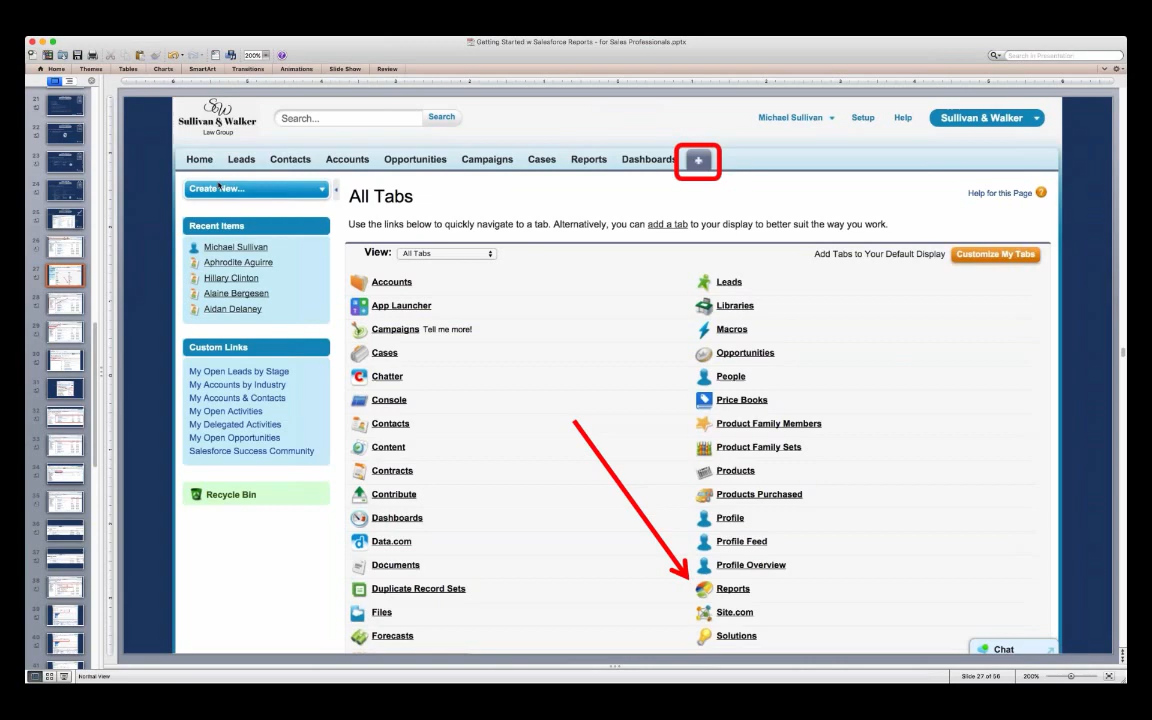 Getting Started w Salesforce Reports - for Sales Professionals.pptx
200%
Search in Presentation
Home Themes Tables Charts SmartArt Transitions Animations Slide Show Review
S&W
Sullivan & Walker
Law Group
Search... Search
Michael Sullivan Setup Help Sullivan & Walker
Home Leads Contacts Accounts Opportunities Campaigns Cases Reports Dashboards +
Create New...
All Tabs
Help for this Page ?
Use the links below to quickly navigate to a tab. Alternatively, you can add a tab to your display to better suit the way you work.
Recent Items
Michael Sullivan
Aphrodite Aguirre
Hillary Clinton
Alaine Bergesen
Aidan Delaney
Custom Links
My Open Leads by Stage
My Accounts by Industry
My Accounts & Contacts
My Open Activities
My Delegated Activities
My Open Opportunities
Salesforce Success Community
Recycle Bin
View: All Tabs
Add Tabs to Your Default Display Customize My Tabs
Accounts
App Launcher
Campaigns Tell me more!
Cases
Chatter
Console
Contacts
Content
Contracts
Contribute
Dashboards
Data.com
Documents
Duplicate Record Sets
Files
Forecasts
Leads
Libraries
Macros
Opportunities
People
Price Books
Product Family Members
Product Family Sets
Products
Products Purchased
Profile
Profile Feed
Profile Overview
Reports
Site.com
Solutions
Chat
Normal View
Slide 27 of 56
200%